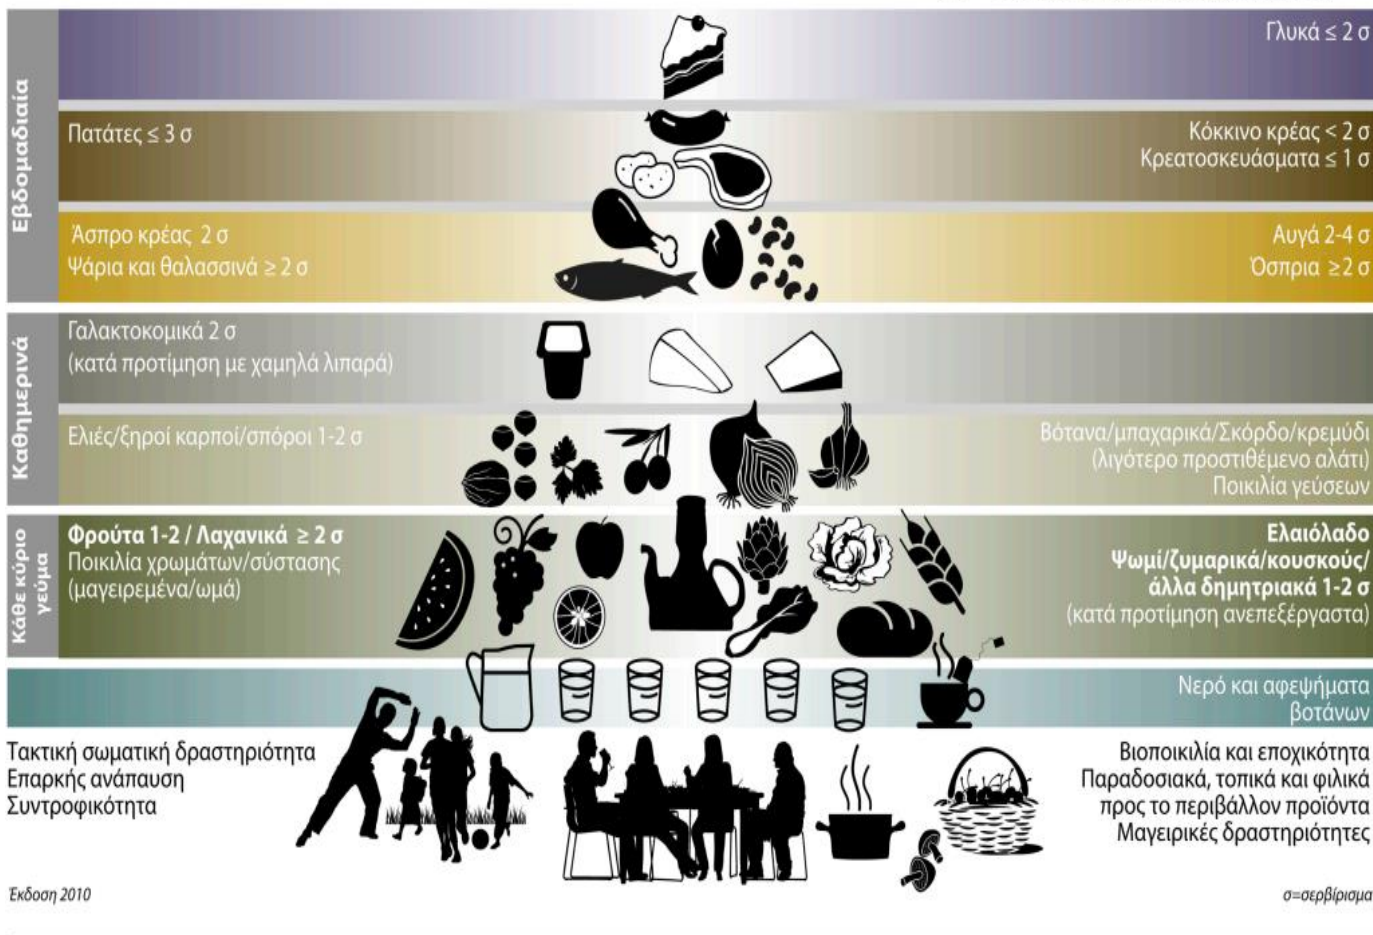 Εβδομαδιαία
Γλυκά ≤ 2 σ
Πατάτες ≤ 3 σ
Κόκκινο κρέας < 2 σ
Κρεατοσκευάσματα ≤ 1 σ
Άσπρο κρέας 2 σ
Ψάρια και θαλασσινά ≥ 2 σ
Αυγά 2-4 σ
Όσπρια ≥2 σ
Καθημερινά
Γαλακτοκομικά 2 σ
(κατά προτίμηση με χαμηλά λιπαρά)
Ελιές/ξηροί καρποί/σπόροι 1-2 σ
Βότανα/μπαχαρικά/Σκόρδο/κρεμύδι
(λιγότερο προστιθέμενο αλάτι)
Ποικιλία γεύσεων
Κάθε κύριο
γεύμα
Φρούτα 1-2 / Λαχανικά ≥ 2 σ
Ποικιλία χρωμάτων/σύστασης
(μαγειρεμένα/ωμά)
Ελαιόλαδο
Ψωμί/ζυμαρικά/κουσκούς/
άλλα δημητριακά 1-2 σ
(κατά προτίμηση ανεπεξέργαστα)
Νερό και αφεψήματα
βοτάνων
Τακτική σωματική δραστηριότητα
Επαρκής ανάπαυση
Συντροφικότητα
Βιοποικιλία και εποχικότητα
Παραδοσιακά, τοπικά και φιλικά
προς το περιβάλλον προϊόντα
Μαγειρικές δραστηριότητες
Έκδοση 2010
σ=σερβίρισμα